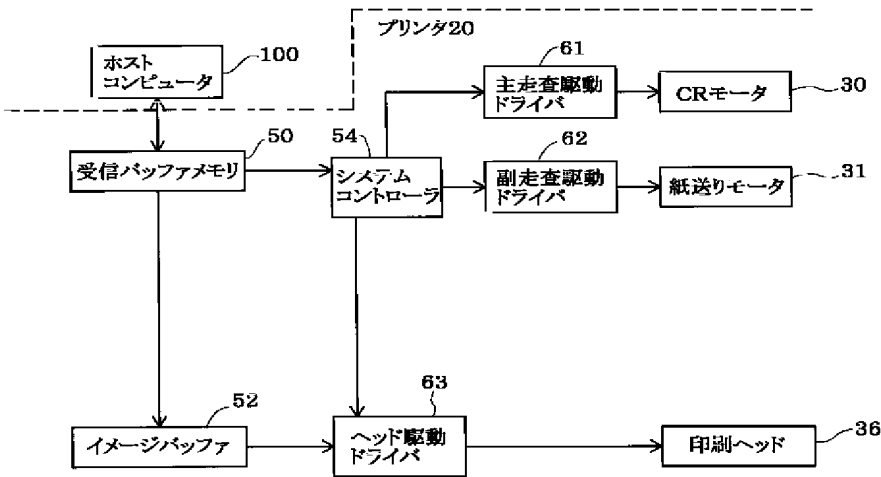 プリンタ20
ホスト
コンピュータ
100
61
主走査駆動
ドライバ
CRモータ
30
50
受信バッファメモリ
54
システム
コントローラ
62
副走査駆動
ドライバ
紙送りモータ
31
52
イメージバッファ
63
ヘッド駆動
ドライバ
印刷ヘッド
36